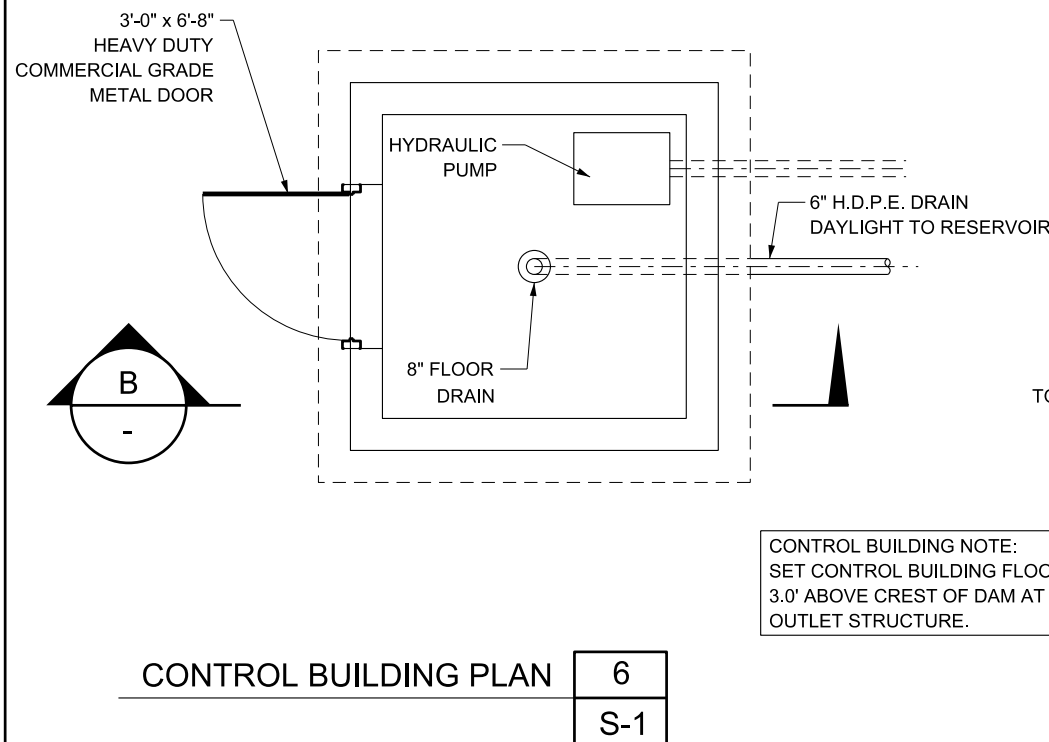 3'-0" x 6'-8"
HEAVY DUTY
COMMERCIAL GRADE
METAL DOOR
HYDRAULIC
PUMP
6" H.D.P.E. DRAIN
DAYLIGHT TO RESERVOIR
8" FLOOR
DRAIN
B
-
TO
CONTROL BUILDING NOTE:
SET CONTROL BUILDING FLOO
3.0' ABOVE CREST OF DAM AT
OUTLET STRUCTURE.
CONTROL BUILDING PLAN
6
S-1